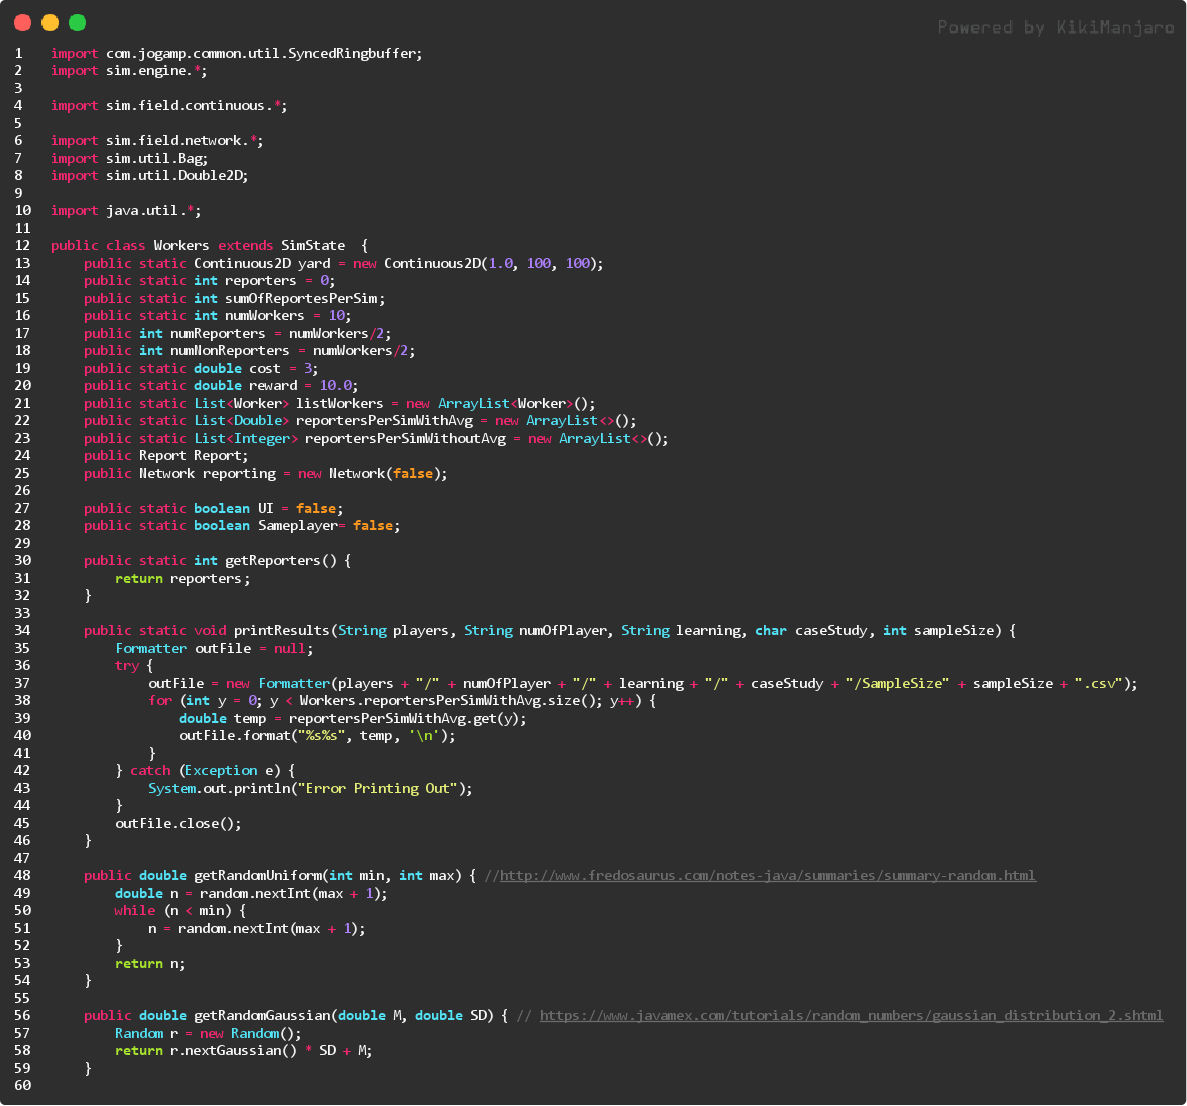 Powered by KikiManjaro
1 import com.jogamp.common.util.SyncedRingbuffer;
2 import sim.engine.*;
3
4 import sim.field.continuous.*;
5
6 import sim.field.network.*;
7 import sim.util.Bag;
8 import sim.util.Double2D;
9
10 import java.util.*;
11
12 public class Workers extends SimState  {
13     public static Continuous2D yard = new Continuous2D(1.0, 100, 100);
14     public static int reporters = 0;
15     public static int sumOfReportesPerSim;
16     public static int numWorkers = 10;
17     public int numReporters = numWorkers/2;
18     public int numNonReporters = numWorkers/2;
19     public static double cost = 3;
20     public static double reward = 10.0;
21     public static List<Worker> listWorkers = new ArrayList<Worker>();
22     public static List<Double> reportersPerSimWithAvg = new ArrayList<>();
23     public static List<Integer> reportersPerSimWithoutAvg = new ArrayList<>();
24     public Report Report;
25     public Network reporting = new Network(false);
26
27     public static boolean UI = false;
28     public static boolean Sameplayer= false;
29
30     public static int getReporters() {
31         return reporters;
32     }
33
34     public static void printResults(String players, String numOfPlayer, String learning, char caseStudy, int sampleSize) {
35         Formatter outFile = null;
36         try {
37             outFile = new Formatter(players + "/" + numOfPlayer + "/" + learning + "/" + caseStudy + "/SampleSize" + sampleSize + ".csv");
38             for (int y = 0; y < Workers.reportersPerSimWithAvg.size(); y++) {
39                 double temp = reportersPerSimWithAvg.get(y);
40                 outFile.format("%s%s", temp, '\n');
41             }
42         } catch (Exception e) {
43             System.out.println("Error Printing Out");
44         }
45         outFile.close();
46     }
47
48     public double getRandomUniform(int min, int max) { //http://www.fredosaurus.com/notes-java/summaries/summary-random.html
49         double n = random.nextInt(max + 1);
50         while (n < min) {
51             n = random.nextInt(max + 1);
52         }
53         return n;
54     }
55
56     public double getRandomGaussian(double M, double SD) { // https://www.javamex.com/tutorials/random_numbers/gaussian_distribution_2.shtml
57         Random r = new Random();
58         return r.nextGaussian() * SD + M;
59     }
60